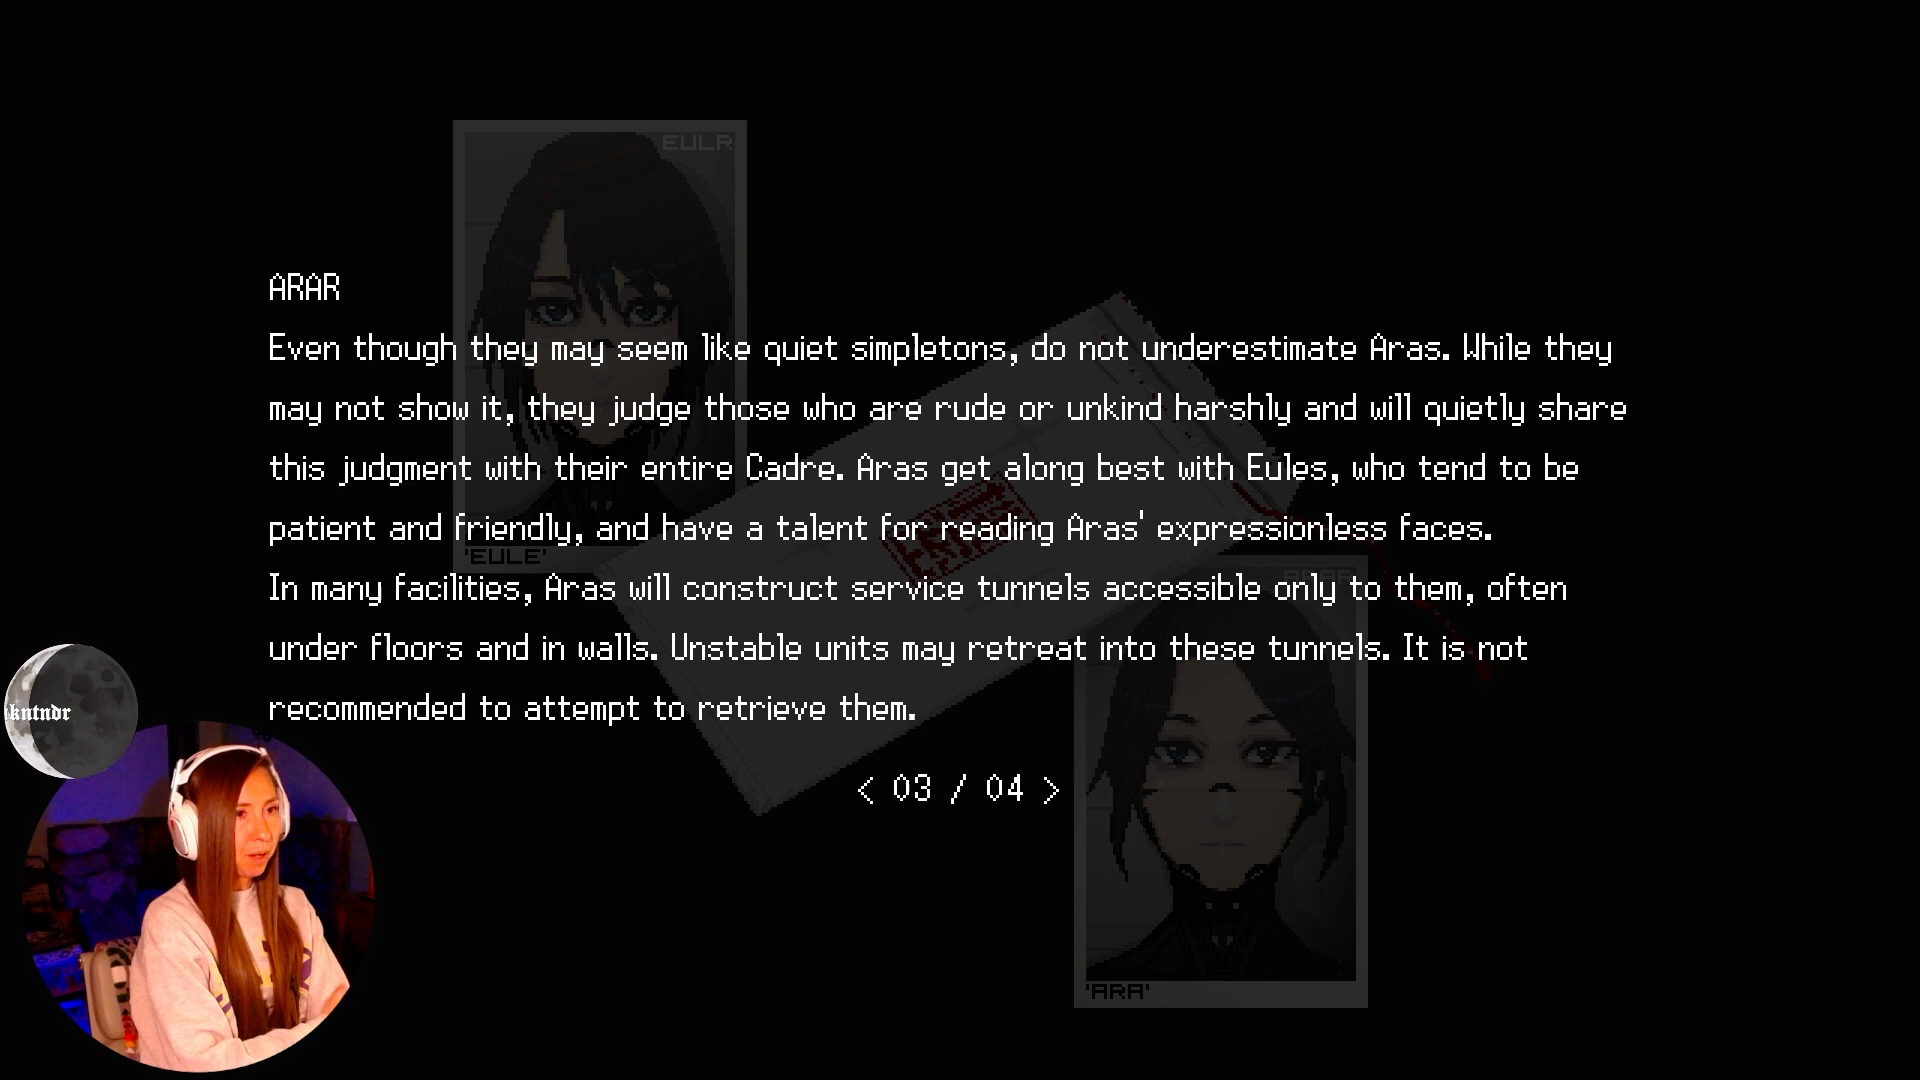 EULR
ARAR
Even though they may seem like quiet simpletons, do not underestimate Aras. While they
may not show it, they judge those who are rude or unkind harshly and will quietly share
this judgment with their entire Cadre. Aras get along best with Eules, who tend to be
patient and friendly, and have a talent for reading Aras' expressionless faces.
'EULE'
In many facilities, Aras will construct service tunnels accessible only to them, often
under floors and in walls. Unstable units may retreat into these tunnels. It is not
recommended to attempt to retrieve them.
< 03 / 04 >
'ARA'